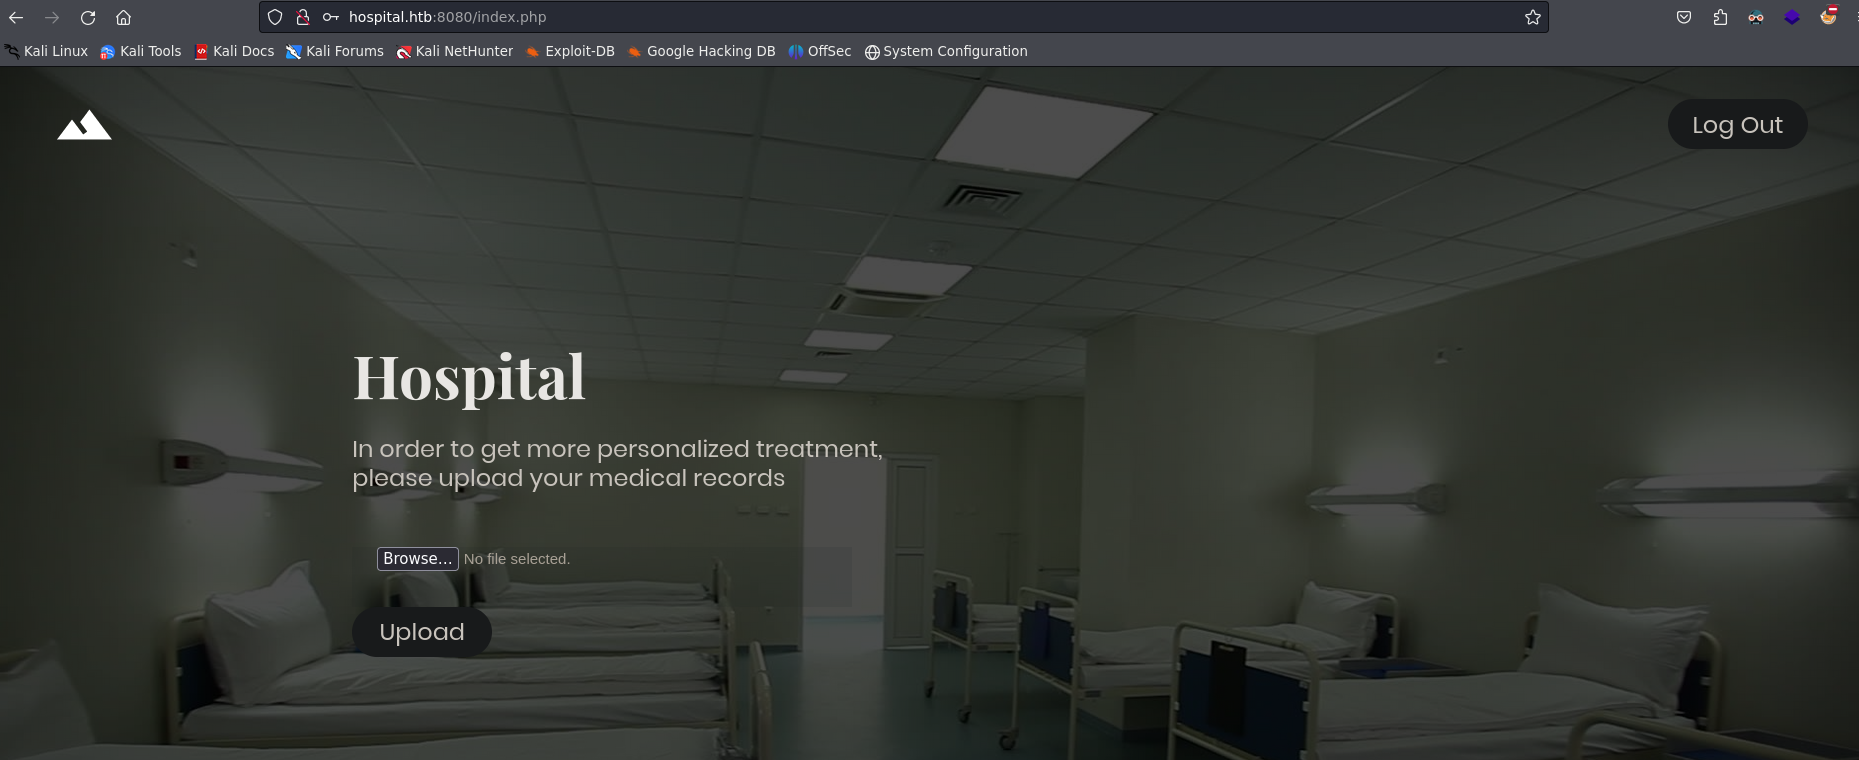 hospital.htb:8080/index.php
Kali Linux Kali Tools Kali Docs Kali Forums Kali NetHunter Exploit-DB Google Hacking DB OffSec System Configuration
Log Out
Hospital
In order to get more personalized treatment,
please upload your medical records
Browse... No file selected.
Upload